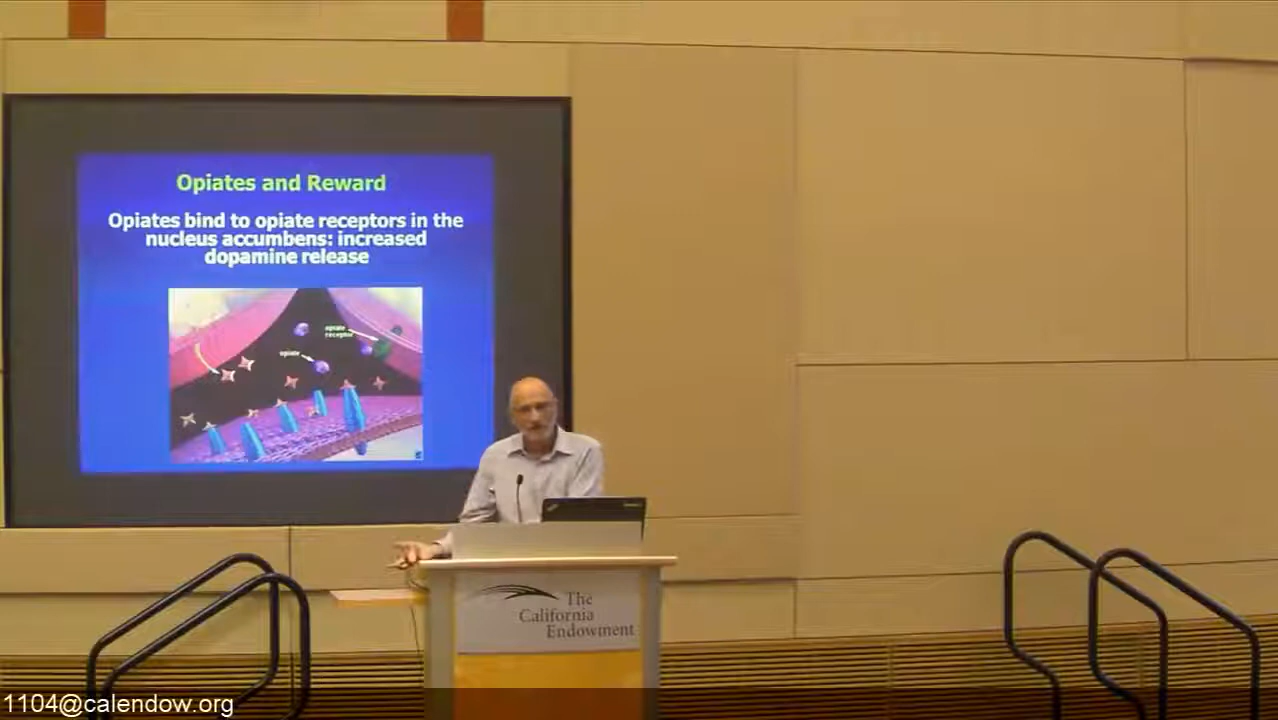 Opiates and Reward
Opiates bind to opiate receptors in the
nucleus accumbens: increased
dopamine release
opiate
receptor
opiate
The
California
Endowment
1104@calendow.org